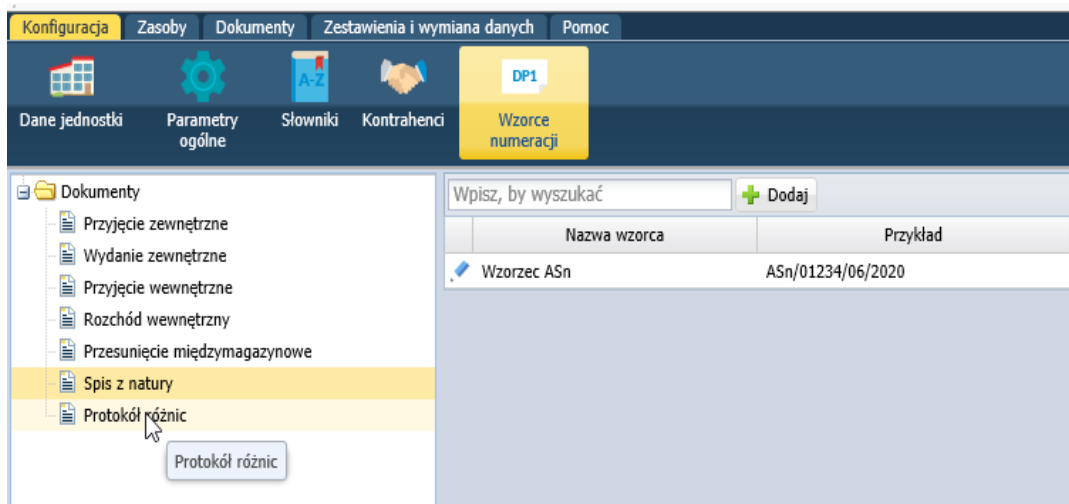 Konfiguracja Zasoby Dokumenty Zestawienia i wymiana danych Pomoc
A-Z DP1
Dane jednostki Parametry ogólne Słowniki Kontrahenci Wzorce numeracji
Dokumenty
Przyjęcie zewnętrzne
Wydanie zewnętrzne
Przyjęcie wewnętrzne
Rozchód wewnętrzny
Przesunięcie międzymagazynowe
Spis z natury
Protokół różnic
Protokół różnic
Wpisz, by wyszukać Dodaj
Nazwa wzorca Przykład
Wzorzec ASn ASn/01234/06/2020